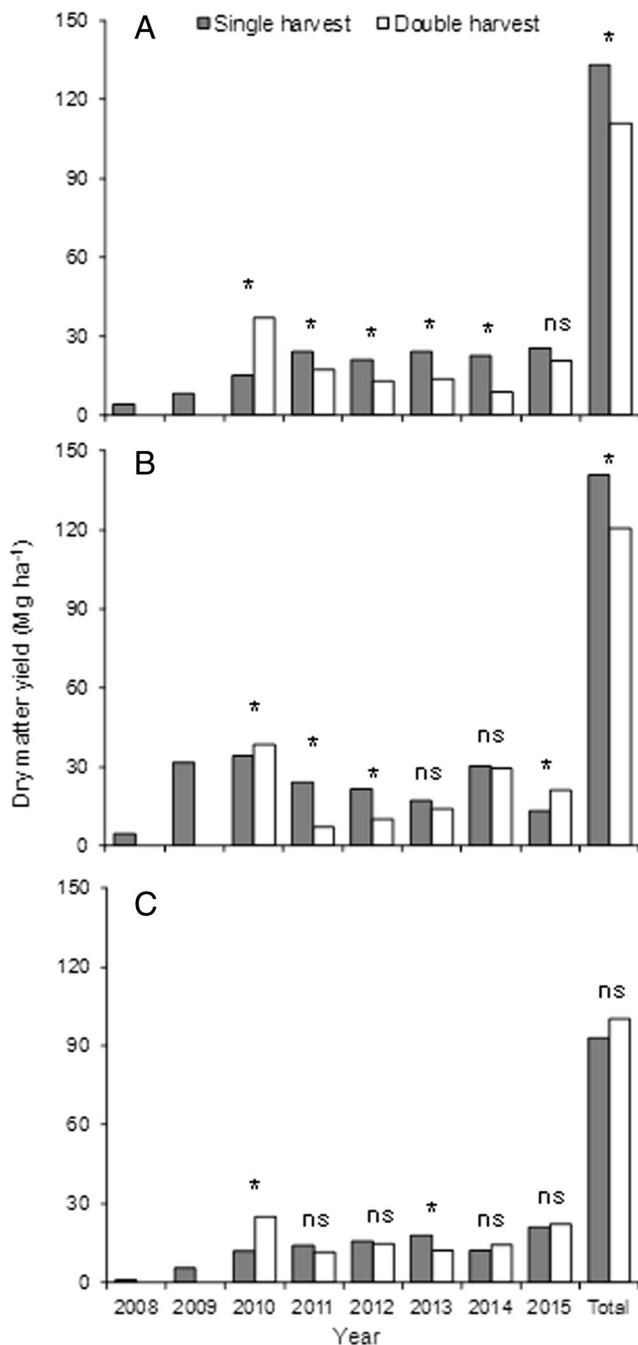 A
Single harvest Double harvest
150
120
90
60
30
0
*
*
*
*
*
ns
*
B
150
120
90
60
30
0
*
*
*
ns
ns
*
*
Dry matter yield (Mg ha⁻¹)
C
150
120
90
60
30
0
*
ns
ns
*
ns
ns
ns
2008 2009 2010 2011 2012 2013 2014 2015 Total
Year